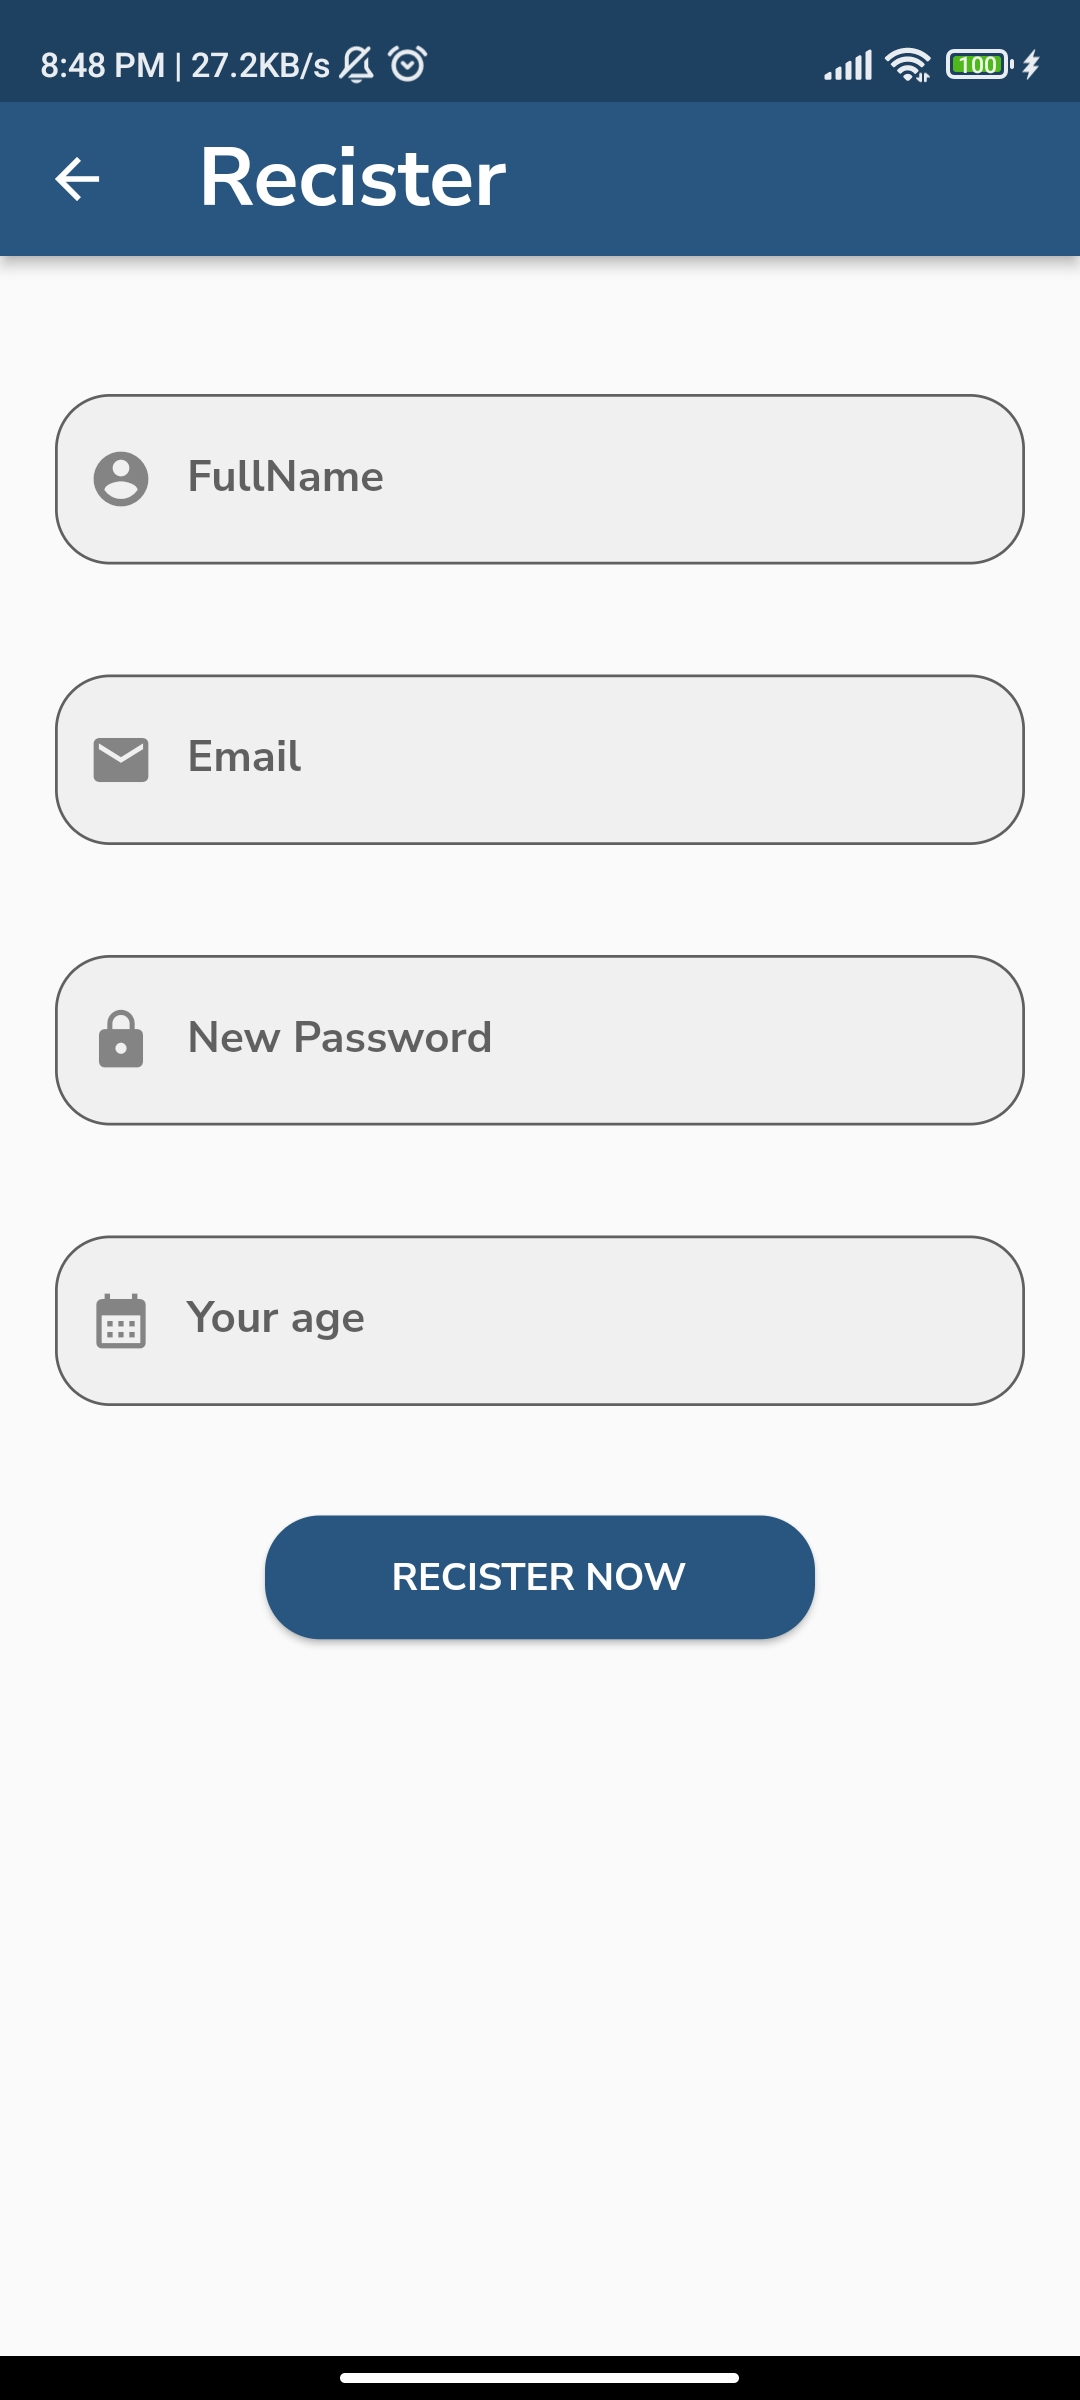 8:48 PM | 27.2KB/s 100
Recister
FullName
Email
New Password
Your age
RECISTER NOW